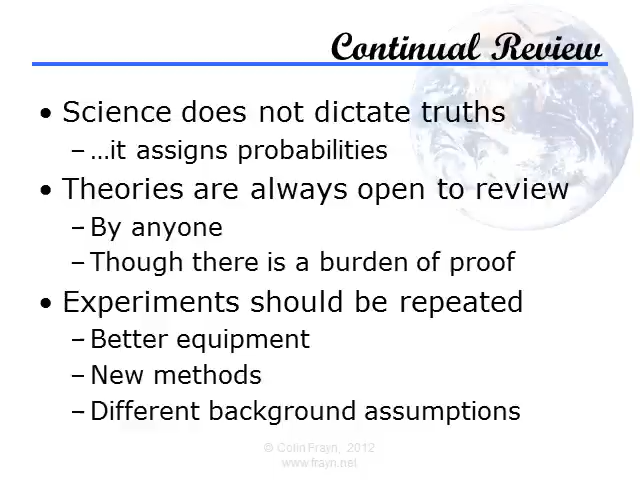 Continual Review
• Science does not dictate truths
– …it assigns probabilities
• Theories are always open to review
– By anyone
– Though there is a burden of proof
• Experiments should be repeated
– Better equipment
– New methods
– Different background assumptions
© Colin Frayn, 2012
www.frayn.net